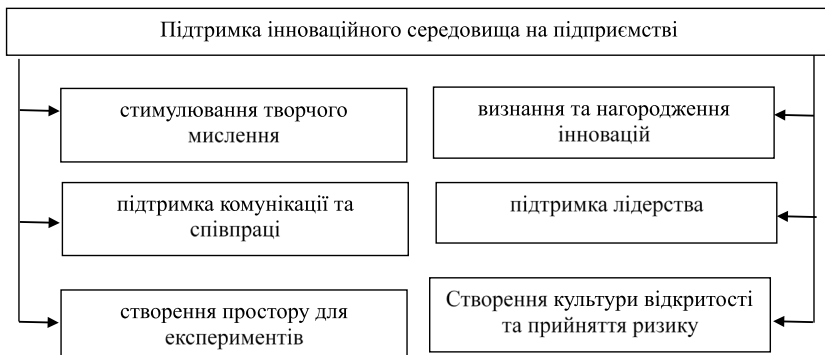 Підтримка інноваційного середовища на підприємстві
стимулювання творчого
мислення
визнання та нагородження
інновацій
підтримка комунікації та
співпраці
підтримка лідерства
створення простору для
експериментів
Створення культури відкритості
та прийняття ризику